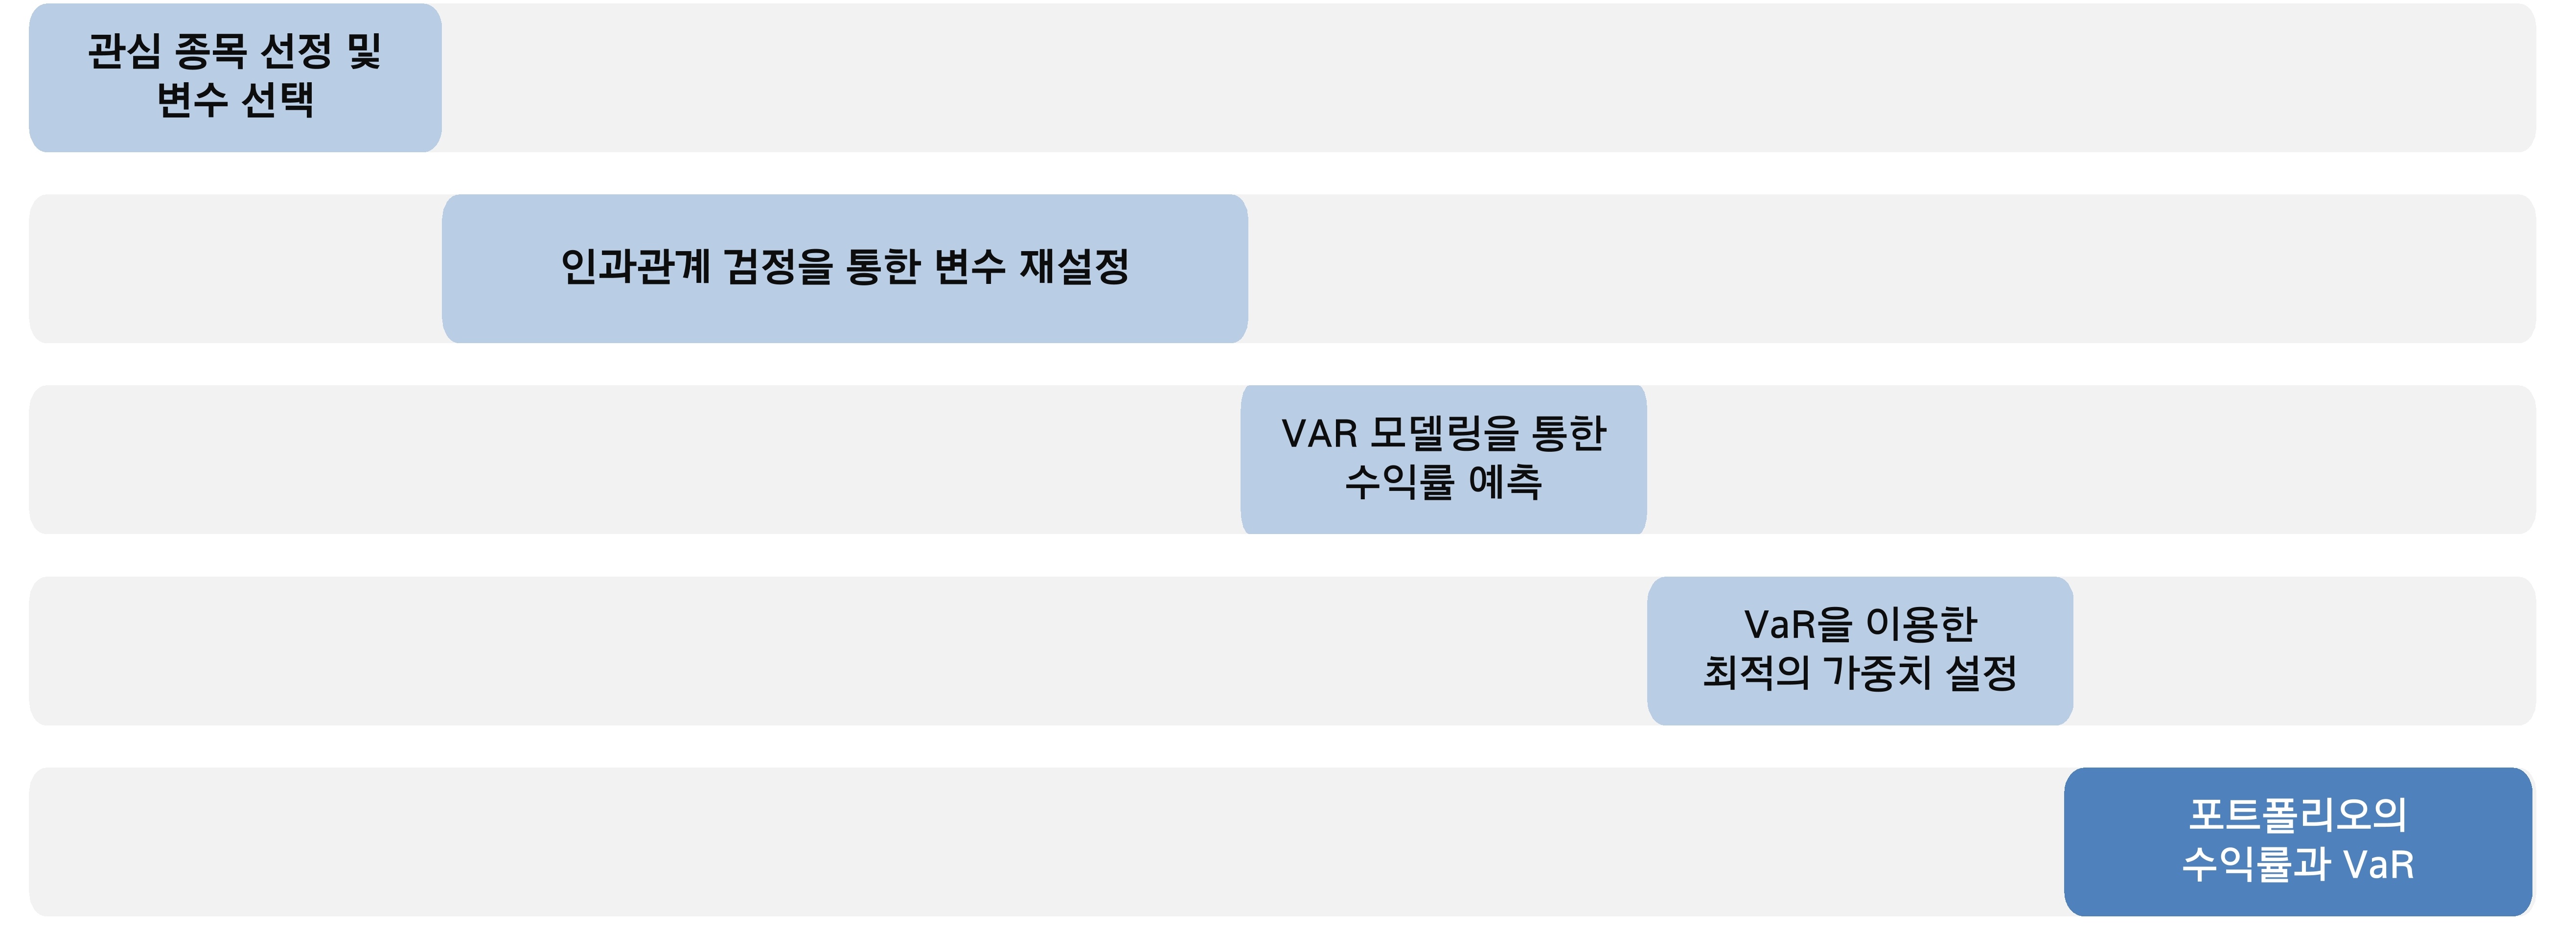 관심 종목 선정 및
변수 선택
인과관계 검정을 통한 변수 재설정
VAR 모델링을 통한
수익률 예측
VaR을 이용한
최적의 가중치 설정
포트폴리오의
수익률과 VaR